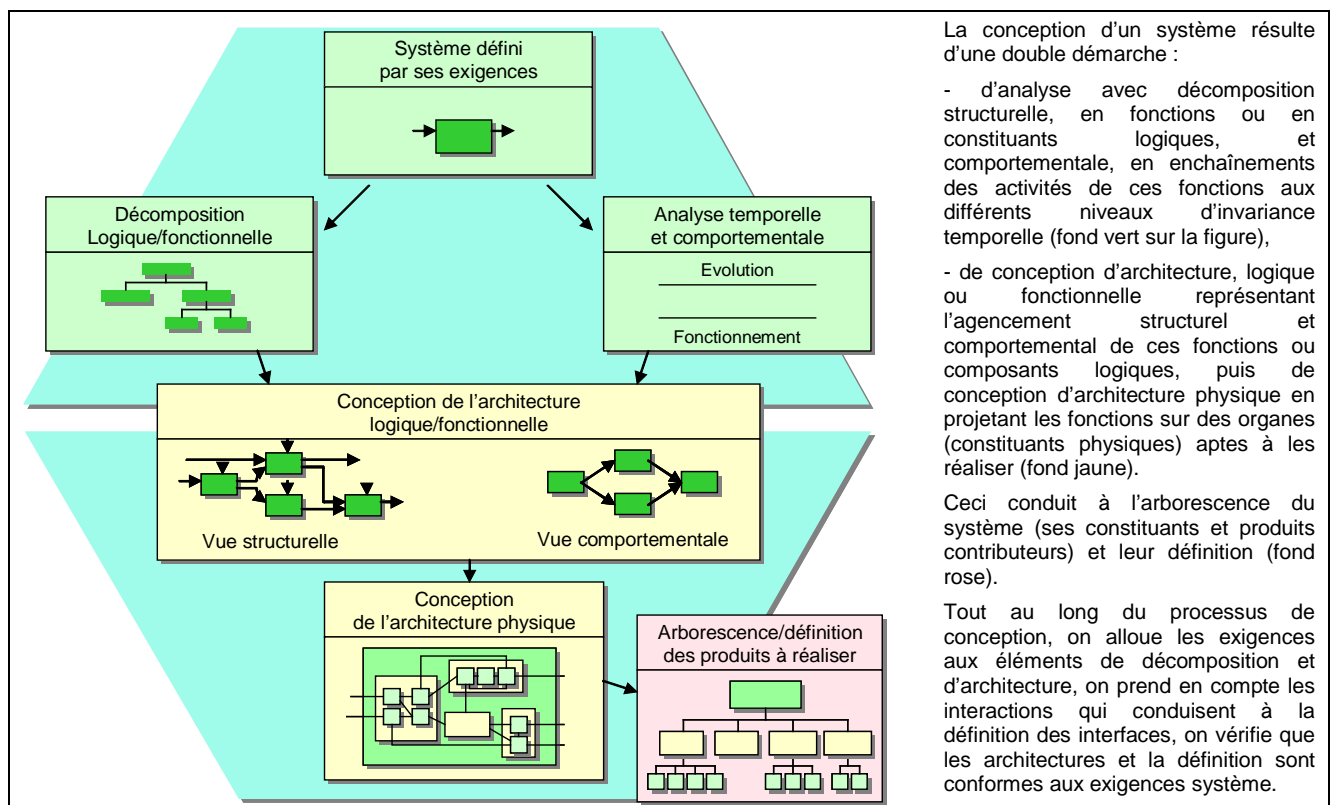 Système défini
par ses exigences
Décomposition
Logique/fonctionnelle
Analyse temporelle
et comportementale
Evolution
Fonctionnement
Conception de l’architecture
logique/fonctionnelle
Vue structurelle
Vue comportementale
Conception
de l’architecture physique
Arborescence/définition
des produits à réaliser
La conception d’un système résulte
d’une double démarche :
- d’analyse avec décomposition
structurelle, en fonctions ou en
constituants logiques, et
comportementale, en enchaînements
des activités de ces fonctions aux
différents niveaux d’invariance
temporelle (fond vert sur la figure),
- de conception d’architecture, logique
ou fonctionnelle représentant
l’agencement structurel et
comportemental de ces fonctions ou
composants logiques, puis de
conception d’architecture physique en
projetant les fonctions sur des organes
(constituants physiques) aptes à les
réaliser (fond jaune).
Ceci conduit à l’arborescence du
système (ses constituants et produits
contributeurs) et leur définition (fond
rose).
Tout au long du processus de
conception, on alloue les exigences
aux éléments de décomposition et
d’architecture, on prend en compte les
interactions qui conduisent à la
définition des interfaces, on vérifie que
les architectures et la définition sont
conformes aux exigences système.